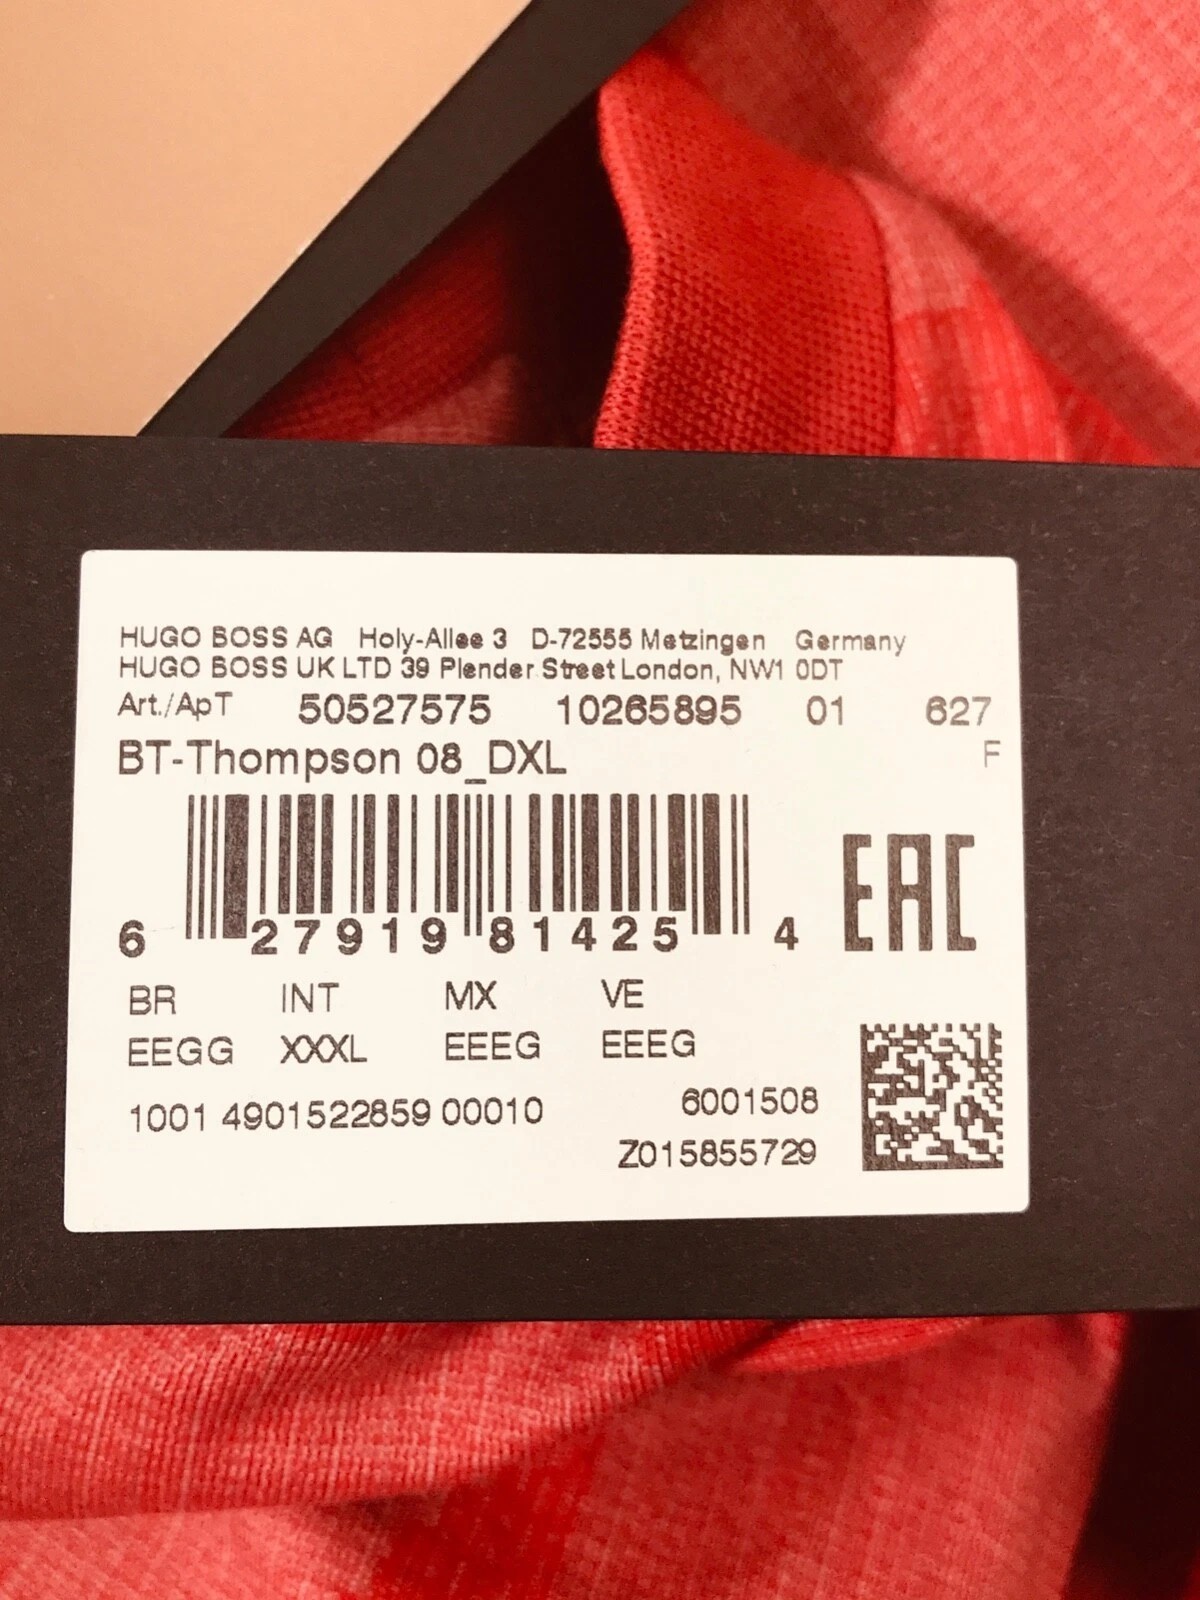 HUGO BOSS AG Holy-Allee 3 D-72555 Metzingen Germany
HUGO BOSS UK LTD 39 Plender Street London, NW1 0DT
Art./ApT 50527575 10265895 01 627
BT-Thompson 08_DXL F
6 27919 81425 4
EAC
BR INT MX VE
EEGG XXXL EEEG EEEG
1001 4901522859 00010 6001508
Z015855729